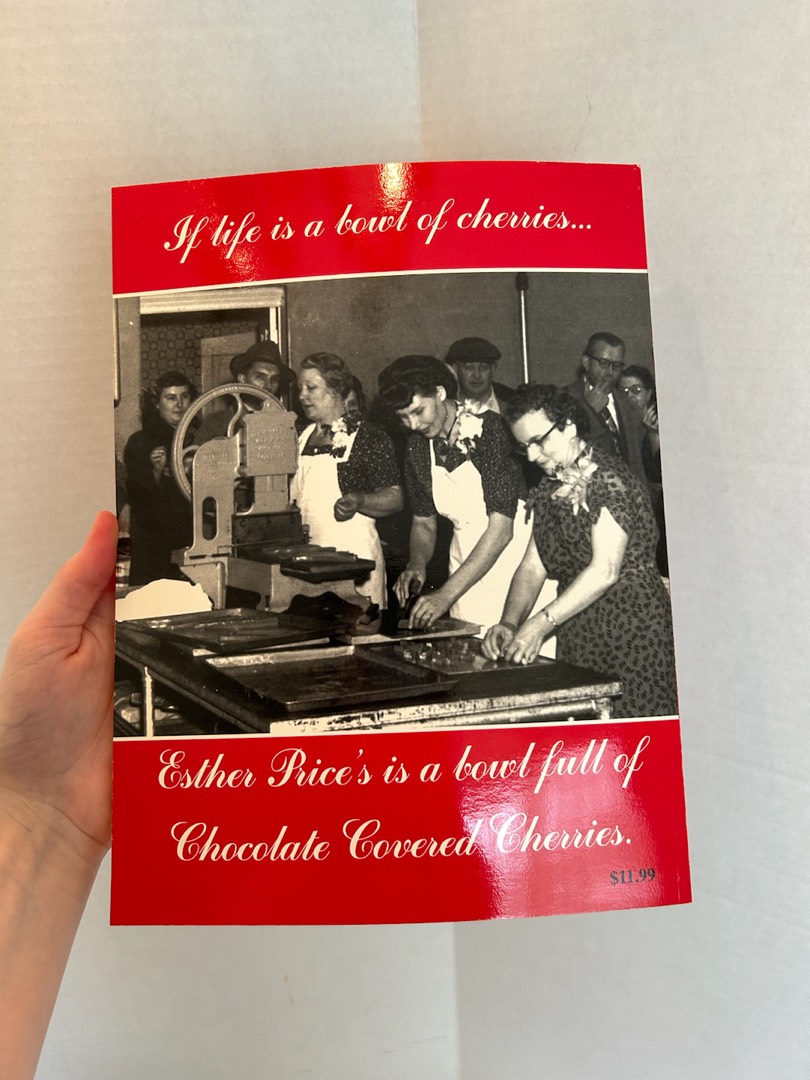 If life is a bowl of cherries...
Esther Price's is a bowl full of
Chocolate Covered Cherries.
$11.99